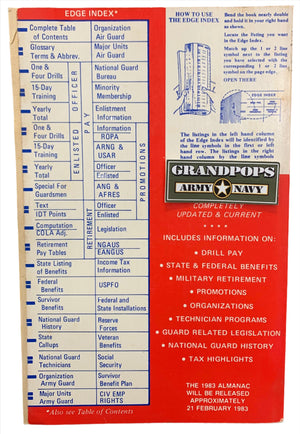 EDGE INDEX*
Complete Table of Contents
Organization Air Guard
Glossary Terms & Abbrev.
Major Units Air Guard
One & Four Drills
National Guard Bureau
15-Day Training
Minority Membership
Yearly Total
Enlistment Information
One & Four Drills
Information ROPA
15-Day Training
ARNG & USAR
Yearly Total
Officer Enlisted
Special For Guardsmen
ANG & AFRES
Text IDT Points
Officer Enlisted
Computation COLA Adj.
Legislation
Retirement Pay Tables
NGAUS EANGUS
State Listing of Benefits
Income Tax Information
Federal Benefits
USPFO
Survivor Benefits
Federal and State Installations
National Guard History
Reserve Forces
State Callups
Veteran Benefits
National Guard Technicians
Social Security
Organization Army Guard
Survivor Benefit Plan
Major Units Army Guard
CIV EMP RIGHTS
OFFICER
ENLISTED
PAY
RETIREMENT
PROMOTIONS
*Also see Table of Contents
HOW TO USE THE EDGE INDEX
Bend the book nearly double and hold it in your right hand as shown.
Locate the listing you want in the Edge Index.
Match up the 1 or 2 line symbol next to the listing you have selected with the corresponding 1 or 2 line symbol on the page edge.
OPEN THERE
EDGE INDEX
The listings in the left hand column of the Edge Index will be identified by the line symbols in the first or left hand row. The listings in the right hand column by the line symbols
GRANDPOPS
ARMY NAVY
COMPLETELY
UPDATED & CURRENT
INCLUDES INFORMATION ON:
• DRILL PAY
• STATE & FEDERAL BENEFITS
• MILITARY RETIREMENT
• PROMOTIONS
• ORGANIZATIONS
• TECHNICIAN PROGRAMS
• GUARD RELATED LEGISLATION
• NATIONAL GUARD HISTORY
• TAX HIGHLIGHTS
THE 1983 ALMANAC
WILL BE RELEASED
APPROXIMATELY
21 FEBRUARY 1983